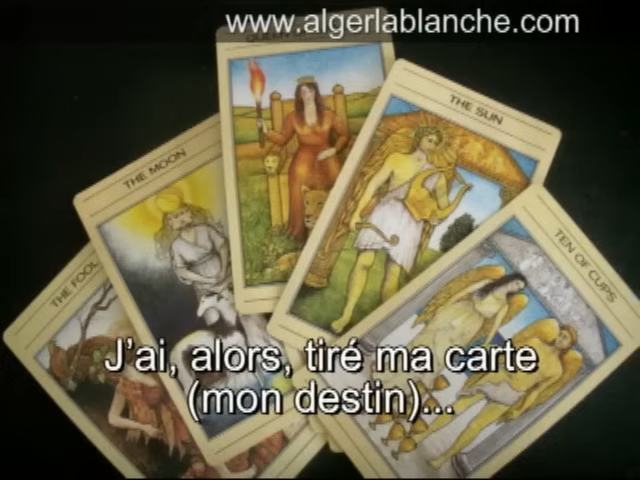 www.algerlablanche.com
THE SUN
THE MOON
TEN OF CUPS
THE FOOL
J'ai, alors, tiré ma carte
(mon destin)...